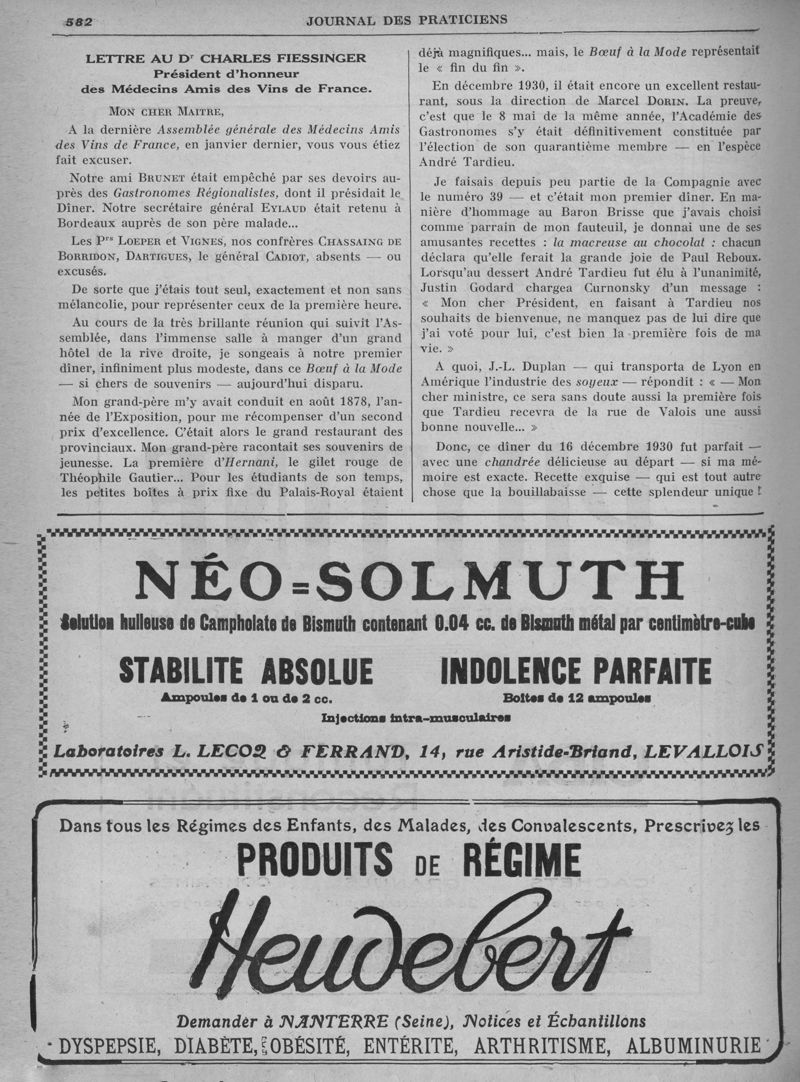 582
JOURNAL DES PRATICIENS
LETTRE AU Dr CHARLES FIESSINGER
Président d'honneur
des Médecins Amis des Vins de France.
MON CHER MAITRE,
A la dernière Assemblée générale des Médecins Amis
des Vins de France, en janvier dernier, vous vous étiez
fait excuser.
Notre ami BRUNET était empêché par ses devoirs au-
près des Gastronomes Régionalistes, dont il présidait le
Dîner. Notre secrétaire général EYLAUD était retenu à
Bordeaux auprès de son père malade...
Les Prs LOEPER et VIGNES, nos confrères CHASSAING DE
BORRIDON, DARTIGUES, le général CADIOT, absents — ou
excusés.
De sorte que j'étais tout seul, exactement et non sans
mélancolie, pour représenter ceux de la première heure.
Au cours de la très brillante réunion qui suivit l'As-
semblée, dans l'immense salle à manger d'un grand
hôtel de la rive droite, je songeais à notre premier
dîner, infiniment plus modeste, dans ce Bœuf à la Mode
— si chers de souvenirs — aujourd'hui disparu.
Mon grand-père m'y avait conduit en août 1878, l'an-
née de l'Exposition, pour me récompenser d'un second
prix d'excellence. C'était alors le grand restaurant des
provinciaux. Mon grand-père racontait ses souvenirs de
jeunesse. La première d'Hernani, le gilet rouge de
Théophile Gautier... Pour les étudiants de son temps,
les petites boîtes à prix fixe du Palais-Royal étaient
déjà magnifiques... mais, le Bœuf à la Mode représentait
le « fin du fin ».
En décembre 1930, il était encore un excellent restau-
rant, sous la direction de Marcel DORIN. La preuve,
c'est que le 8 mai de la même année, l'Académie des
Gastronomes s'y était définitivement constituée par
l'élection de son quarantième membre — en l'espèce
André Tardieu.
Je faisais depuis peu partie de la Compagnie avec
le numéro 39 — et c'était mon premier dîner. En ma-
nière d'hommage au Baron Brisse que j'avais choisi
comme parrain de mon fauteuil, je donnai une de ses
amusantes recettes : la macreuse au chocolat : chacun
déclara qu'elle ferait la grande joie de Paul Reboux.
Lorsqu'au dessert André Tardieu fut élu à l'unanimité,
Justin Godard chargea Curnonsky d'un message :
« Mon cher Président, en faisant à Tardieu nos
souhaits de bienvenue, ne manquez pas de lui dire que
j'ai voté pour lui, c'est bien la première fois de ma
vie. »
A quoi, J.-L. Duplan — qui transporta de Lyon en
Amérique l'industrie des soyeux — répondit : « — Mon
cher ministre, ce sera sans doute aussi la première fois
que Tardieu recevra de la rue de Valois une aussi
bonne nouvelle... »
Donc, ce dîner du 16 décembre 1930 fut parfait —
avec une chandrée délicieuse au départ — si ma mé-
moire est exacte. Recette exquise — qui est tout autre
chose que la bouillabaisse — cette splendeur unique !
NÉO=SOLMUTH
Solution huileuse de Campholate de Bismuth contenant 0.04 cc. de Bismuth métal par centimètre-cube
STABILITE ABSOLUE INDOLENCE PARFAITE
Ampoules de 1 ou de 2 cc. Boîtes de 12 ampoules
Injections intra-musculaires
Laboratoires L. LECOQ & FERRAND, 14, rue Aristide-Briand, LEVALLOIS
Dans tous les Régimes des Enfants, des Malades, des Convalescents, Prescrivez les
PRODUITS DE RÉGIME
Heudebert
Demander à NANTERRE (Seine), Notices et Échantillons
DYSPEPSIE, DIABÈTE, OBÉSITÉ, ENTÉRITE, ARTHRITISME, ALBUMINURIE